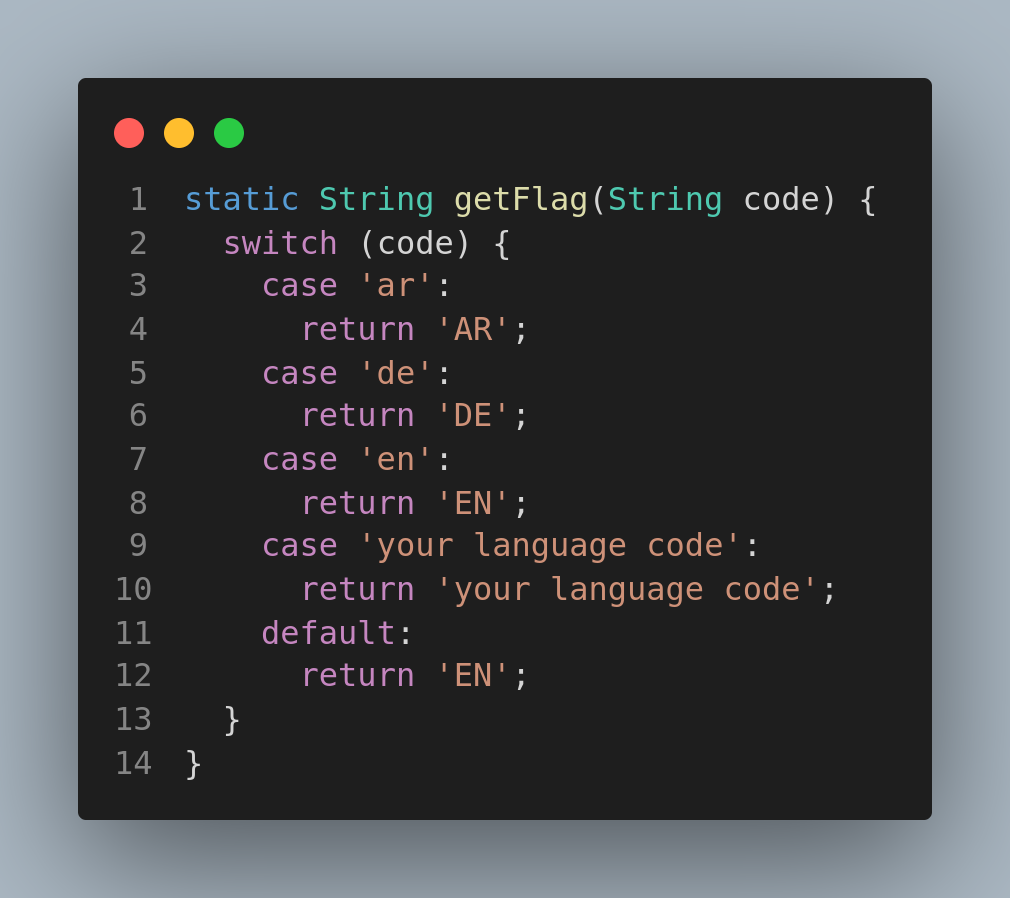 1 static String getFlag(String code) {
2   switch (code) {
3     case 'ar':
4       return 'AR';
5     case 'de':
6       return 'DE';
7     case 'en':
8       return 'EN';
9     case 'your language code':
10       return 'your language code';
11     default:
12       return 'EN';
13   }
14 }